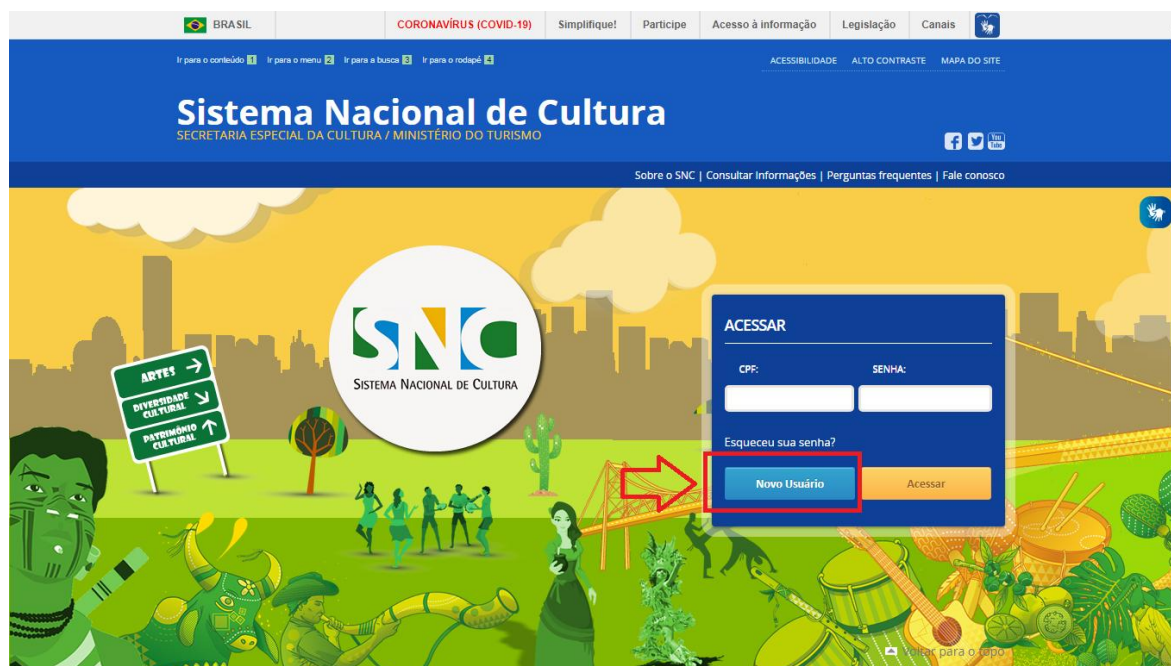 BRASIL CORONAVÍRUS (COVID-19) Simplifique! Participe Acesso à informação Legislação Canais
Ir para o conteúdo 1 Ir para o menu 2 Ir para a busca 3 Ir para o rodapé 4 ACESSIBILIDADE ALTO CONTRASTE MAPA DO SITE
Sistema Nacional de Cultura
SECRETARIA ESPECIAL DA CULTURA / MINISTÉRIO DO TURISMO
You Tube
Sobre o SNC | Consultar Informações | Perguntas frequentes | Fale conosco
SNC
SISTEMA NACIONAL DE CULTURA
ARTES →
DIVERSIDADE
CULTURAL ↘
PATRIMÔNIO
CULTURAL ↑
ACESSAR
CPF: SENHA:
Esqueceu sua senha?
Novo Usuário Acessar
Voltar para o topo